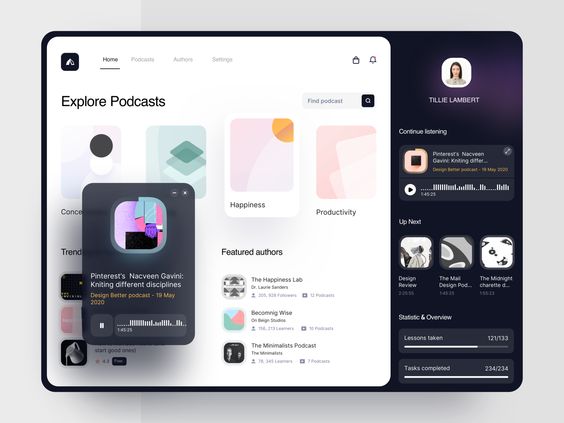 Home
Podcasts
Authors
Settings
Explore Podcasts
Find podcast
Happiness
Productivity
Featured authors
The Happiness Lab
Dr. Laurie Sanders
205, 928 Followers
12 Podcasts
Becomnig Wise
On Beign Studios
156, 213 Learners
10 Podcasts
The Minimalists Podcast
The Minimalists
78, 345 Learners
7 Podcasts
Pinterest's Nacveen Gavini:
Kniting different disciplines
Design Better podcast - 19 May
2020
1:45:25
start good ones)
4.3
Free
TILLIE LAMBERT
Continue listening
Pinterest's Nacveen
Gavini: Kniting differ...
Design Better podcast - 19 May 2020
1:45:25
Up Next
Design
Review
2:25:55
The Mail
Design Pod...
1:45:25
The Midnight
charette d...
1:55:23
Statistic & Overview
Lessons taken
121/133
Tasks completed
234/234